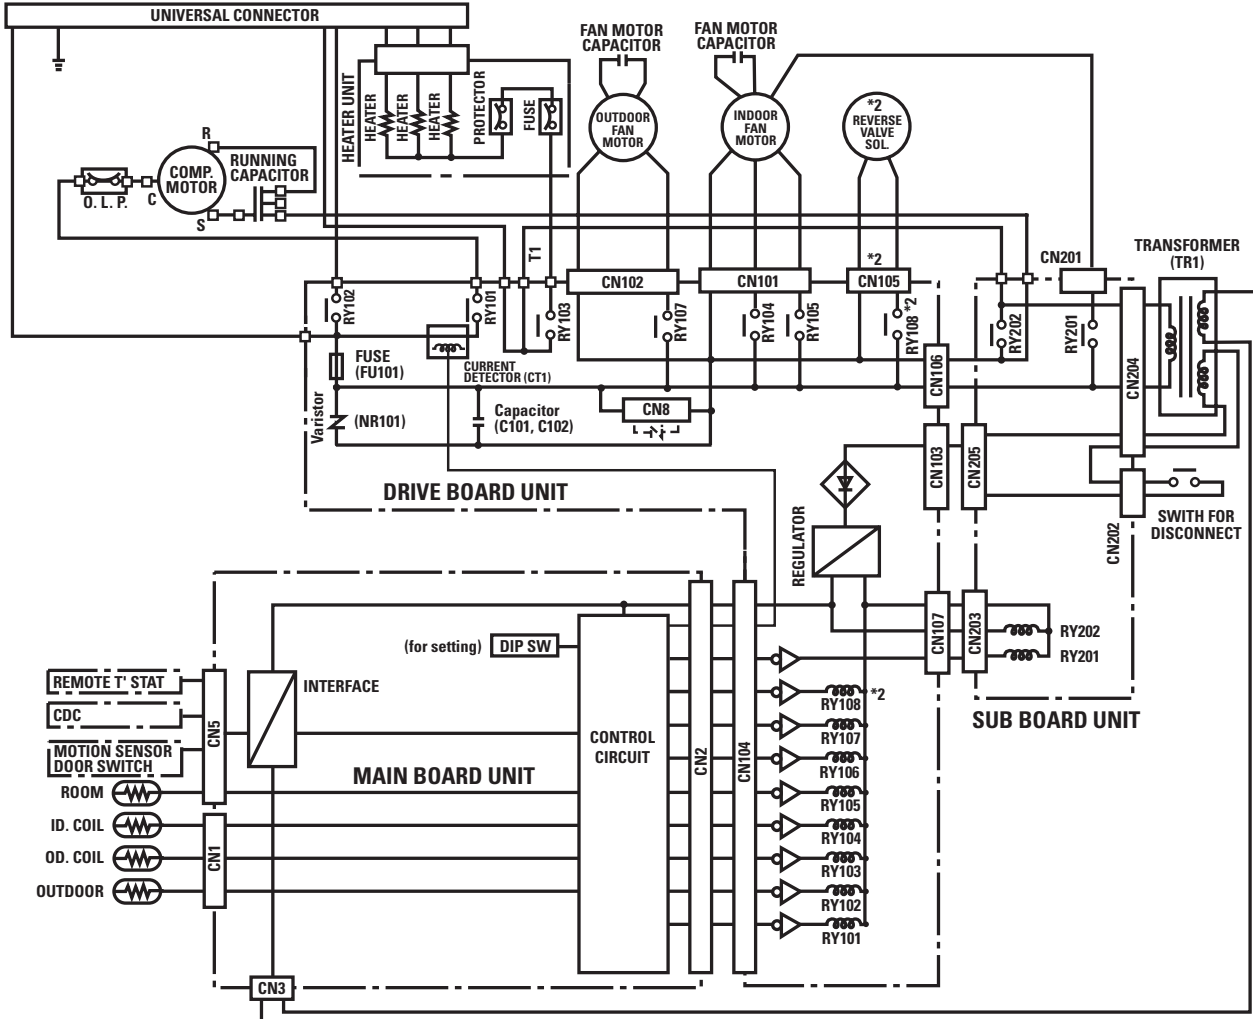 UNIVERSAL CONNECTOR
FAN MOTOR
CAPACITOR
FAN MOTOR
CAPACITOR
HEATER UNIT
HEATER
HEATER
HEATER
PROTECTOR
FUSE
OUTDOOR
FAN
MOTOR
INDOOR
FAN
MOTOR
*2
REVERSE
VALVE
SOL.
R
COMP.
MOTOR
RUNNING
CAPACITOR
O. L. P.
C
S
T1
*2
CN201
TRANSFORMER
(TR1)
CN102
CN101
CN105
RY102
RY101
RY103
RY107
RY104
RY105
RY108 *2
RY202
RY201
FUSE
(FU101)
CURRENT
DETECTOR (CT1)
CN106
CN204
Varistor
(NR101)
Capacitor
(C101, C102)
CN8
CN103
CN205
DRIVE BOARD UNIT
REGULATOR
CN202
SWITH FOR
DISCONNECT
(for setting)
DIP SW
CN107
CN203
RY202
RY201
REMOTE T' STAT
CDC
MOTION SENSOR
DOOR SWITCH
CN5
INTERFACE
CONTROL
CIRCUIT
CN2
CN104
RY108
*2
RY107
RY106
RY105
RY104
RY103
RY102
RY101
SUB BOARD UNIT
MAIN BOARD UNIT
ROOM
ID. COIL
OD. COIL
OUTDOOR
CN1
CN3